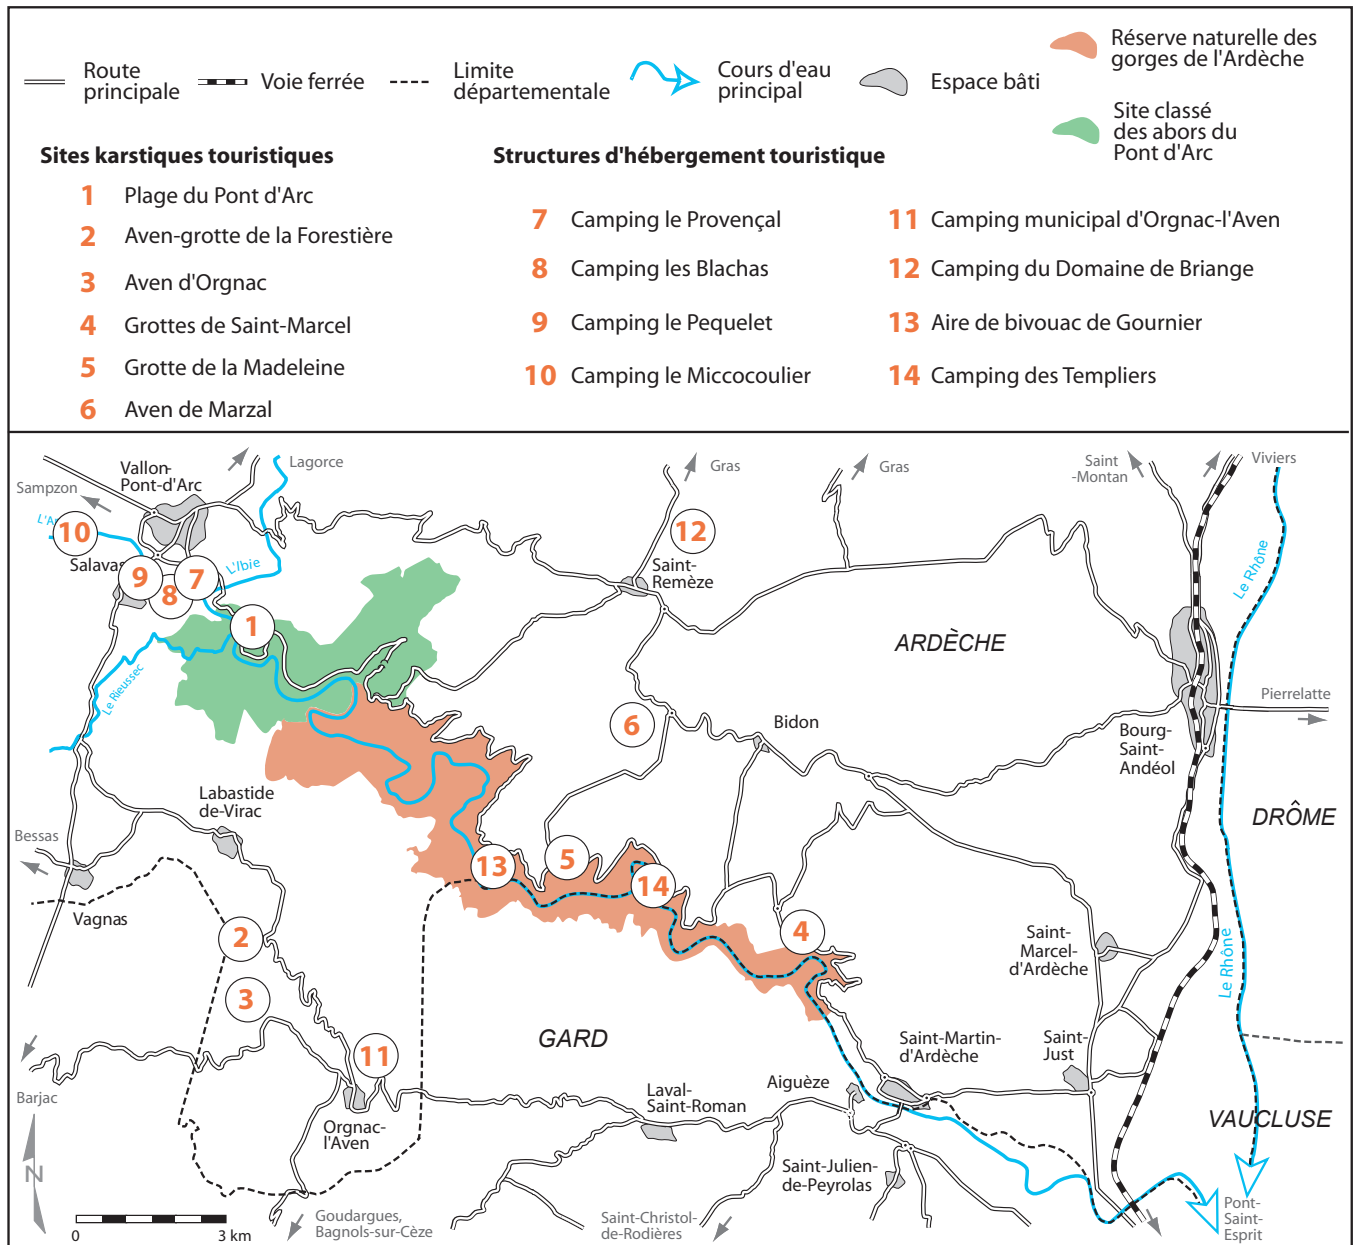 Route
principale
Voie ferrée
Limite
départementale
Cours d'eau
principal
Espace bâti
Réserve naturelle des
gorges de l'Ardèche
Site classé
des abors du
Pont d'Arc
Sites karstiques touristiques
1 Plage du Pont d'Arc
2 Aven-grotte de la Forestière
3 Aven d'Orgnac
4 Grottes de Saint-Marcel
5 Grotte de la Madeleine
6 Aven de Marzal
Structures d'hébergement touristique
7 Camping le Provençal
8 Camping les Blachas
9 Camping le Pequelet
10 Camping le Miccocoulier
11 Camping municipal d'Orgnac-l'Aven
12 Camping du Domaine de Briange
13 Aire de bivouac de Gournier
14 Camping des Templiers
Lagorce
Vallon-
Pont-d'Arc
Sampzon
10
Salavas
9
8
7
L'Ibie
1
Le Rieussec
Gras
Gras
12
Saint-
Remèze
Saint
-Montan
Viviers
Le Rhône
ARDÈCHE
6
Bidon
Pierrelatte
Bourg-
Saint-
Andéol
DRÔME
Labastide
de-Virac
Bessas
Vagnas
13
5
14
4
2
3
Saint-
Marcel-
d'Ardèche
Le Rhône
GARD
11
Saint-Martin-
d'Ardèche
Saint-
Just
Aiguèze
Laval-
Saint-Roman
Barjac
Orgnac-
l'Aven
VAUCLUSE
Saint-Julien-
de-Peyrolas
N
0 3 km
Goudargues,
Bagnols-sur-Cèze
Saint-Christol-
de-Rodières
Pont-
Saint-
Esprit